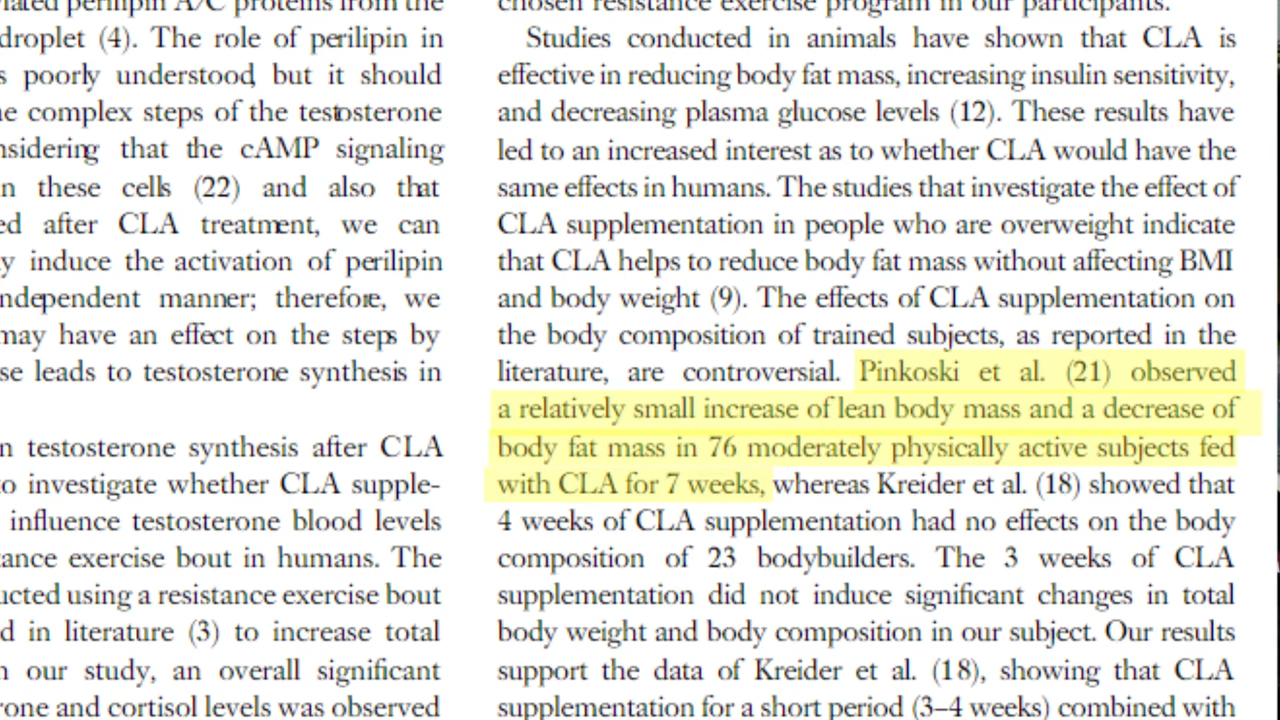 perilipin A/C proteins from the
droplet (4). The role of perilipin in
poorly understood, but it should
complex steps of the testosterone
that the cAMP signaling
these cells (22) and also that
after CLA treatment, we can
induce the activation of perilipin
manner; therefore, we
may have an effect on the steps by
leads to testosterone synthesis in
testosterone synthesis after CLA
to investigate whether CLA supple-
influence testosterone blood levels
exercise bout in humans. The
using a resistance exercise bout
in literature (3) to increase total
our study, an overall significant
and cortisol levels was observed
chosen resistance exercise program in our participants.
Studies conducted in animals have shown that CLA is
effective in reducing body fat mass, increasing insulin sensitivity,
and decreasing plasma glucose levels (12). These results have
led to an increased interest as to whether CLA would have the
same effects in humans. The studies that investigate the effect of
CLA supplementation in people who are overweight indicate
that CLA helps to reduce body fat mass without affecting BMI
and body weight (9). The effects of CLA supplementation on
the body composition of trained subjects, as reported in the
literature, are controversial. Pinkoski et al. (21) observed
a relatively small increase of lean body mass and a decrease of
body fat mass in 76 moderately physically active subjects fed
with CLA for 7 weeks, whereas Kreider et al. (18) showed that
4 weeks of CLA supplementation had no effects on the body
composition of 23 bodybuilders. The 3 weeks of CLA
supplementation did not induce significant changes in total
body weight and body composition in our subject. Our results
support the data of Kreider et al. (18), showing that CLA
supplementation for a short period (3–4 weeks) combined with